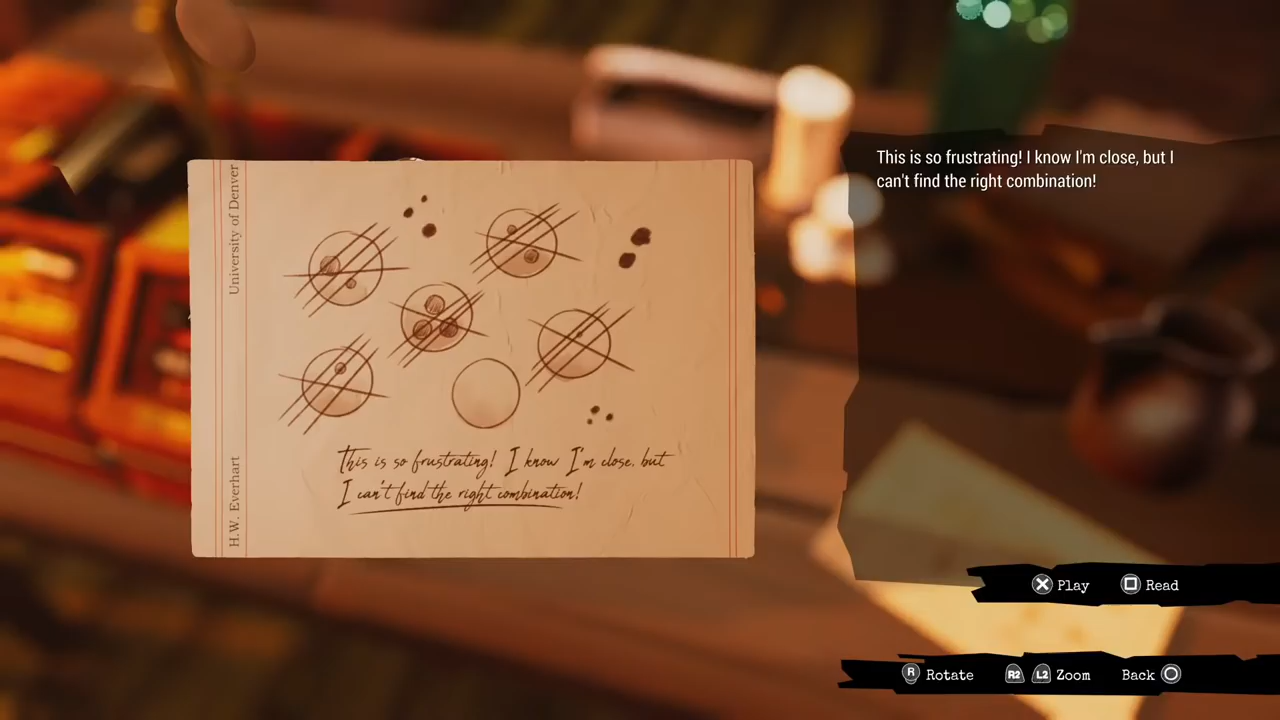 University of Denver
H.W. Everhart
This is so frustrating! I know I'm close, but
I can't find the right combination!
This is so frustrating! I know I'm close, but I
can't find the right combination!
Play
Read
R Rotate
R2 L2 Zoom
Back